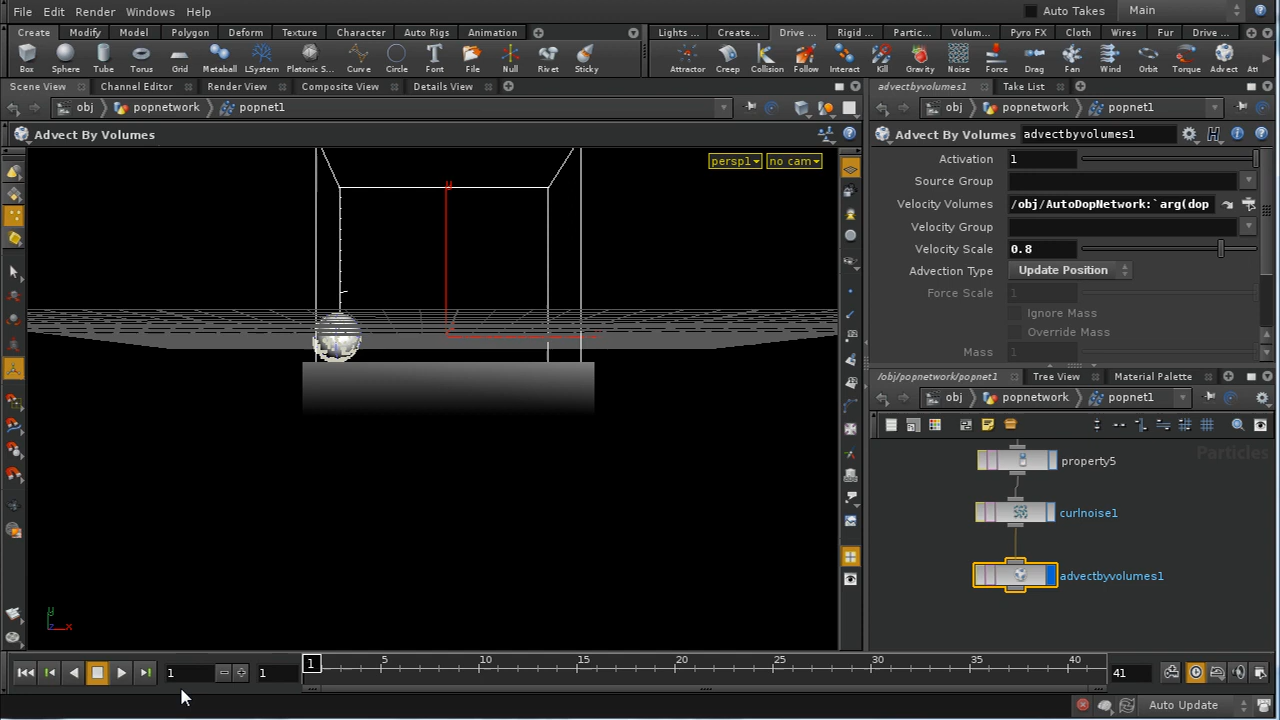 File Edit Render Windows Help Auto Takes Main
Create Modify Model Polygon Deform Texture Character Auto Rigs Animation Lights ... Create... Drive ... Rigid ... Partic... Volum... Pyro FX Cloth Wires Fur Drive ...
Box Sphere Tube Torus Grid Metaball LSystem Platonic S... Curve Circle Font File Null Rivet Sticky Attractor Creep Collision Follow Interact Kill Gravity Noise Force Drag Fan Wind Orbit Torque Advect
Scene View Channel Editor Render View Composite View Details View advectbyvolumes1 Take List
obj popnetwork popnet1 obj popnetwork popnet1
Advect By Volumes Advect By Volumes advectbyvolumes1
persp1 no cam
Activation 1
Source Group
Velocity Volumes /obj/AutoDopNetwork:`arg(dop
Velocity Group
Velocity Scale 0.8
Advection Type Update Position
Force Scale 1
Ignore Mass
Override Mass
Mass 1
/obj/popnetwork/popnet1 Tree View Material Palette
obj popnetwork popnet1
Particles
property5
curlnoise1
advectbyvolumes1
y
x
1 1 1 5 10 15 20 25 30 35 40 41
Auto Update